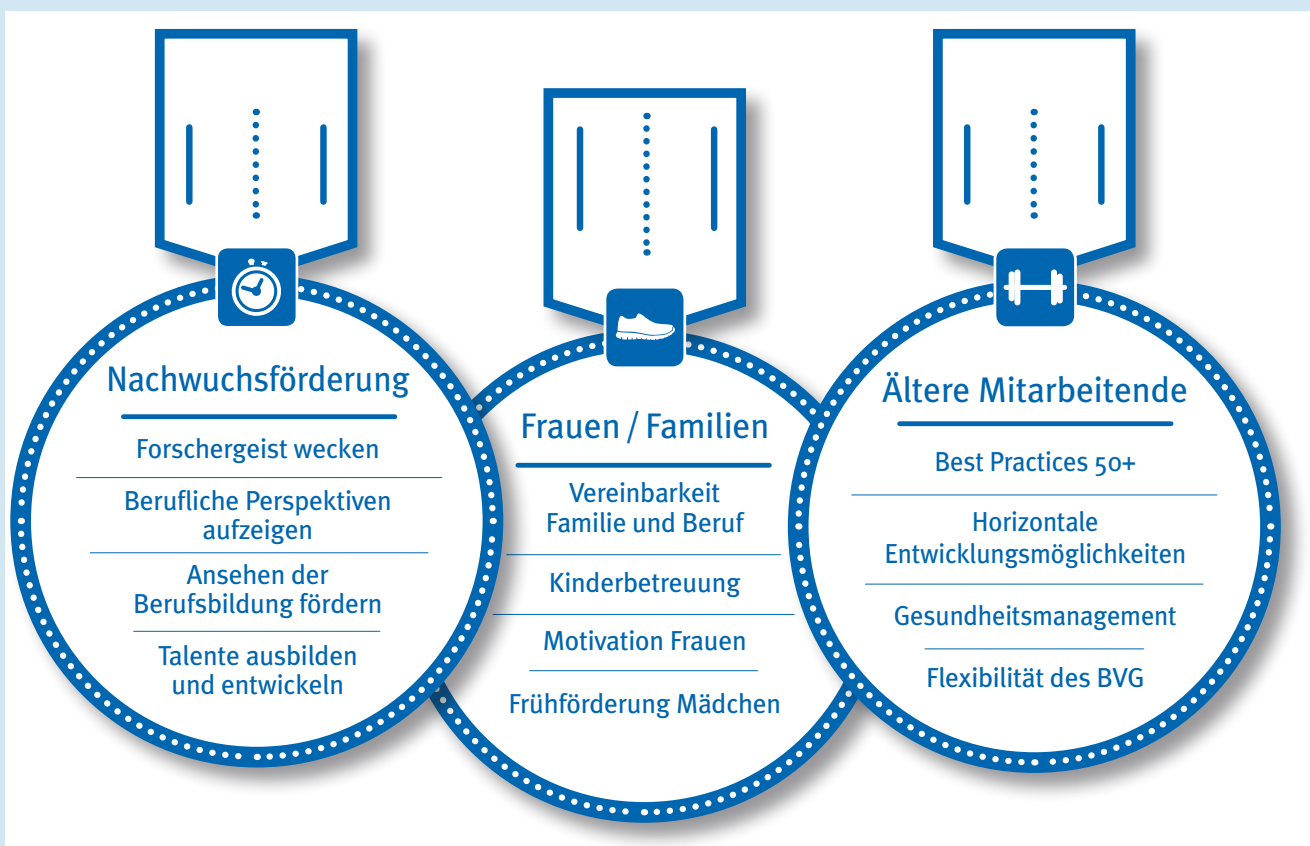 Nachwuchsförderung
Forschergeist wecken
Berufliche Perspektiven
aufzeigen
Ansehen der
Berufsbildung fördern
Talente ausbilden
und entwickeln
Frauen / Familien
Vereinbarkeit
Familie und Beruf
Kinderbetreuung
Motivation Frauen
Frühförderung Mädchen
Ältere Mitarbeitende
Best Practices 50+
Horizontale
Entwicklungsmöglichkeiten
Gesundheitsmanagement
Flexibilität des BVG